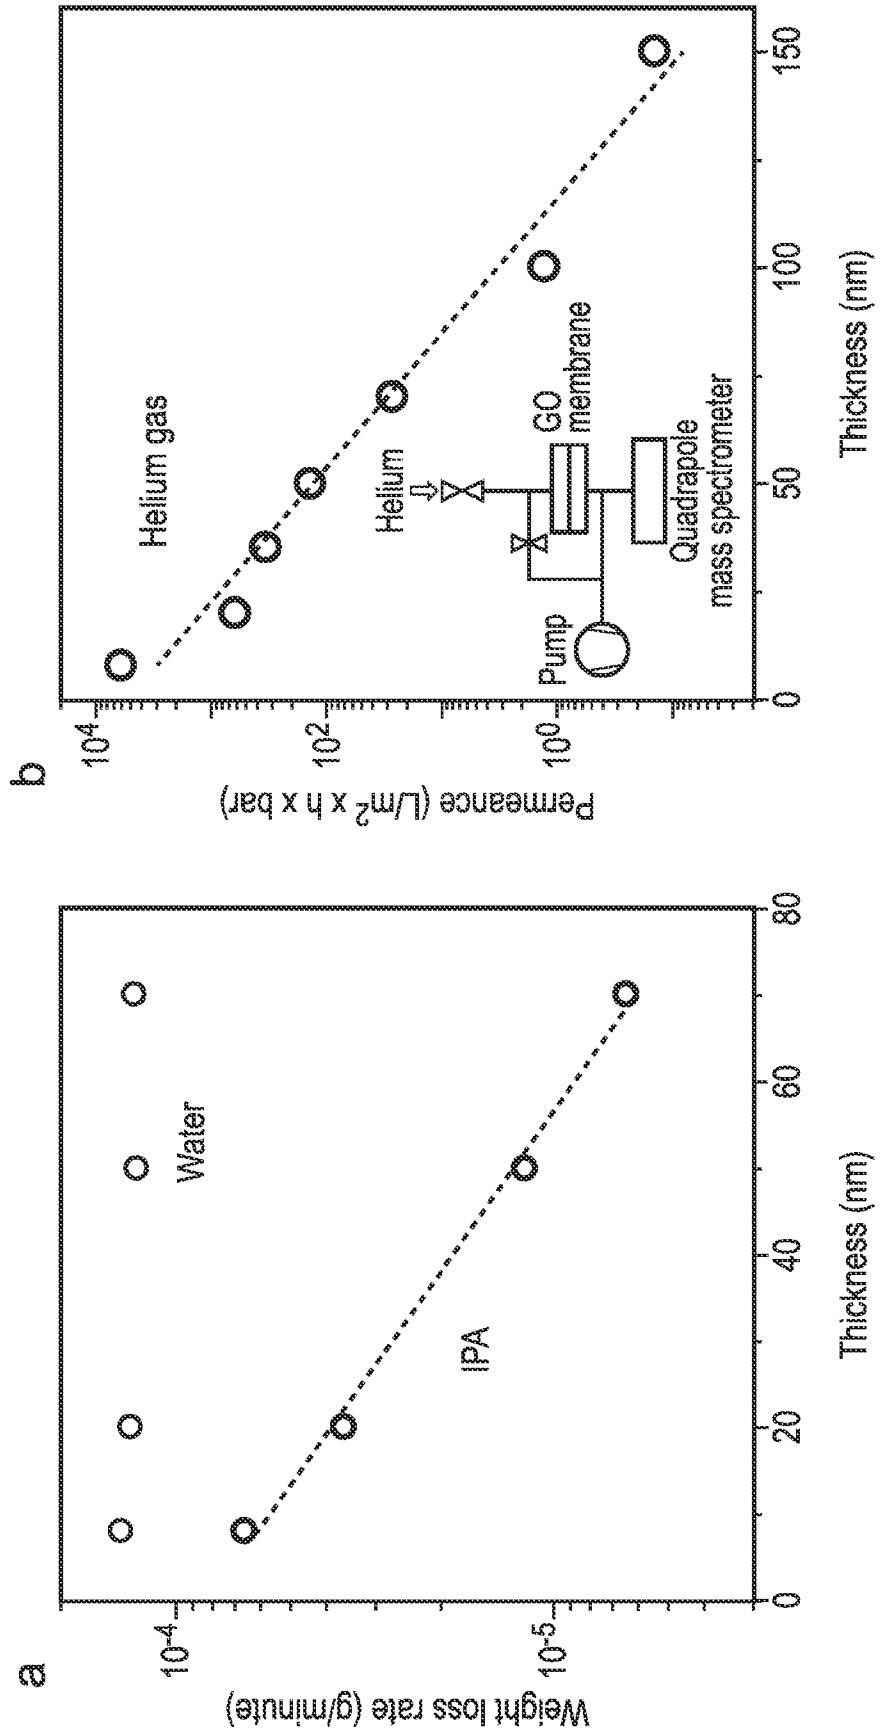 a
Weight loss rate (g/minute)
10-4
10-5
Water
IPA
0
20
40
60
80
Thickness (nm)
b
Permeance (L/m2 x h x bar)
104
102
100
Helium gas
Helium
GO
membrane
Pump
Quadrapole
mass spectrometer
0
50
100
150
Thickness (nm)